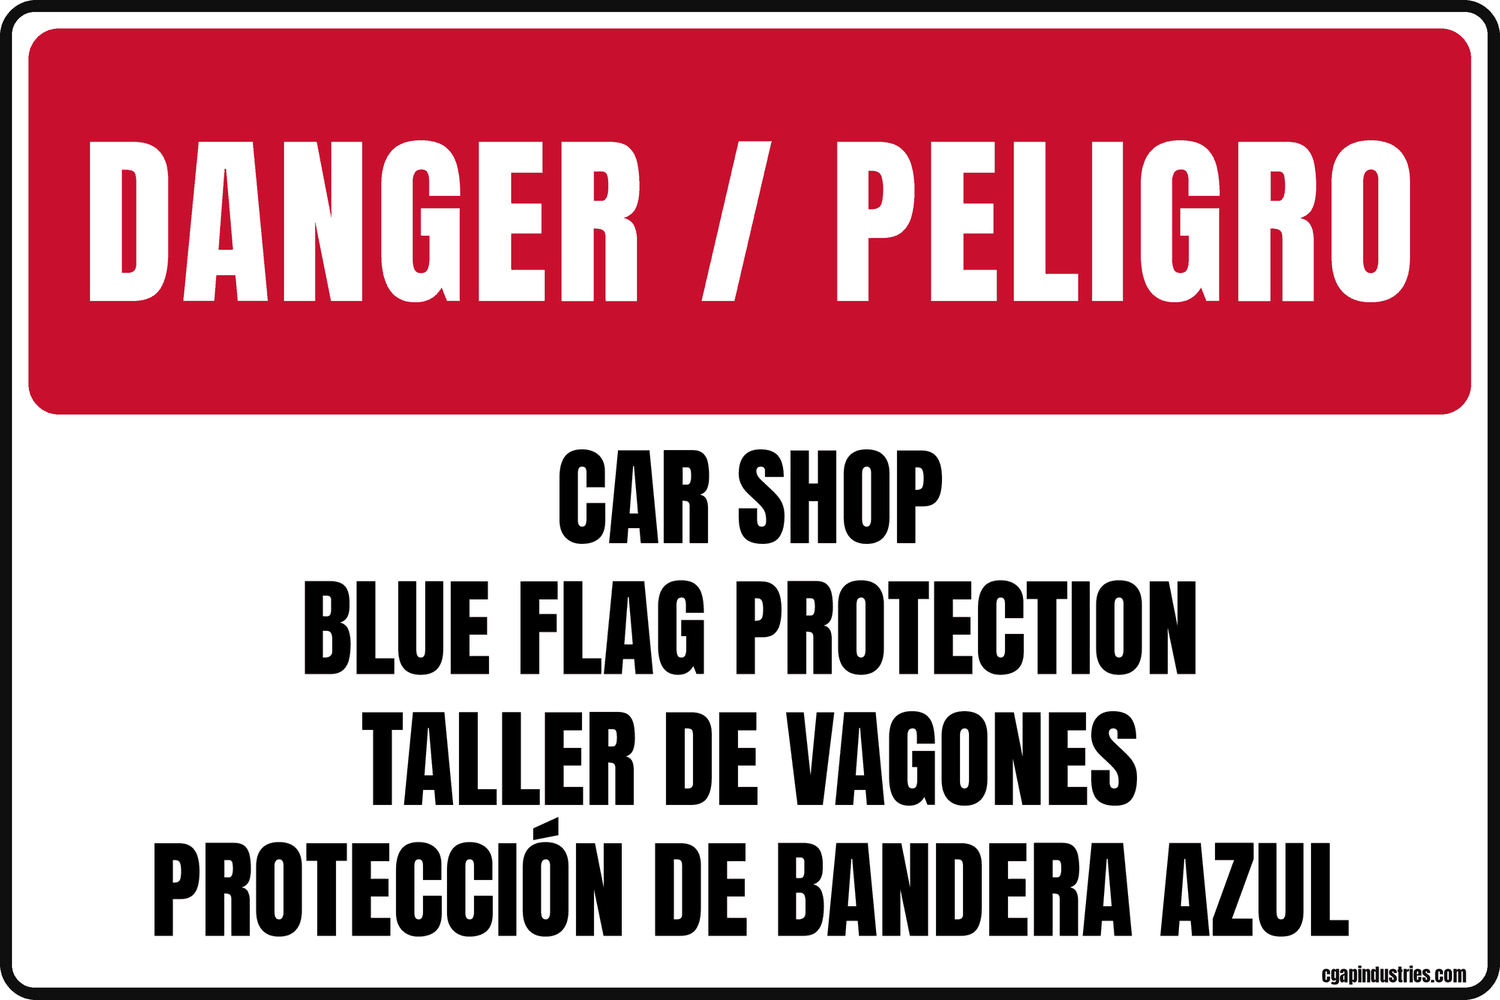 DANGER / PELIGRO
CAR SHOP
BLUE FLAG PROTECTION
TALLER DE VAGONES
PROTECCIÓN DE BANDERA AZUL
cgapindustries.com